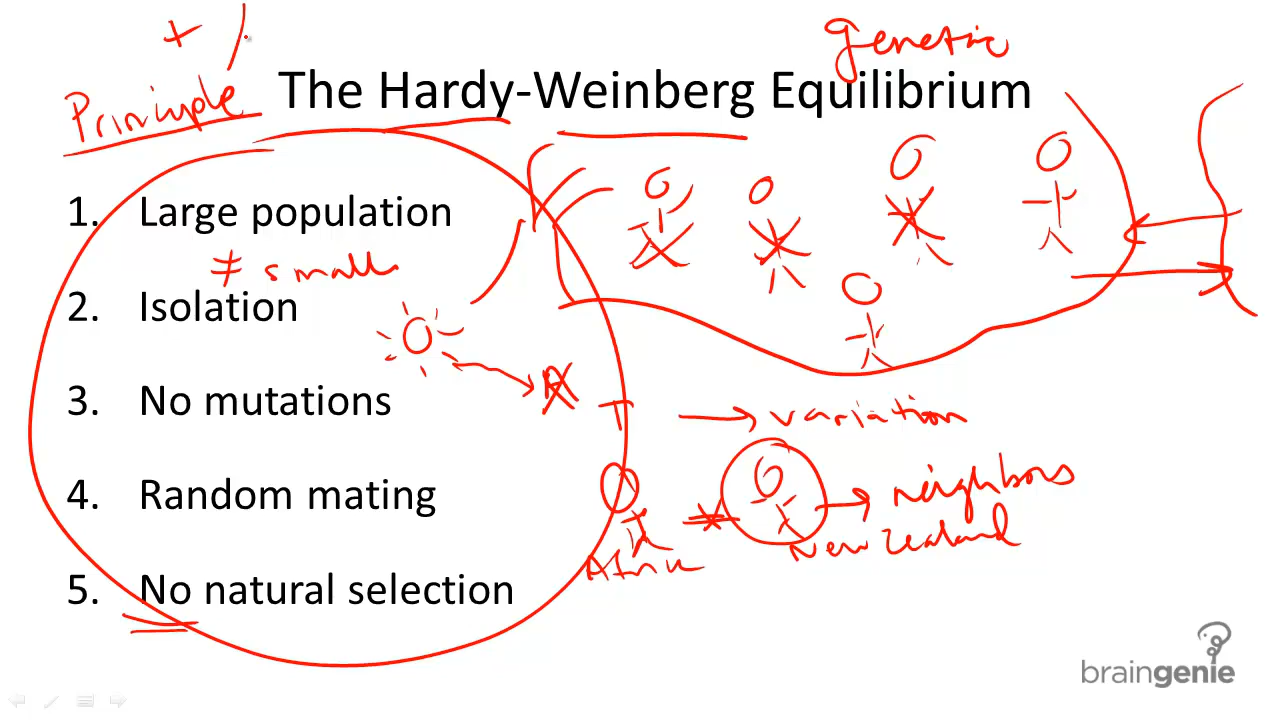 genetic
Principle
The Hardy-Weinberg Equilibrium
1. Large population
≠ small
2. Isolation
3. No mutations
→ variation
4. Random mating
→ neighbors
New Zealand
Africa
5. No natural selection
braingenie